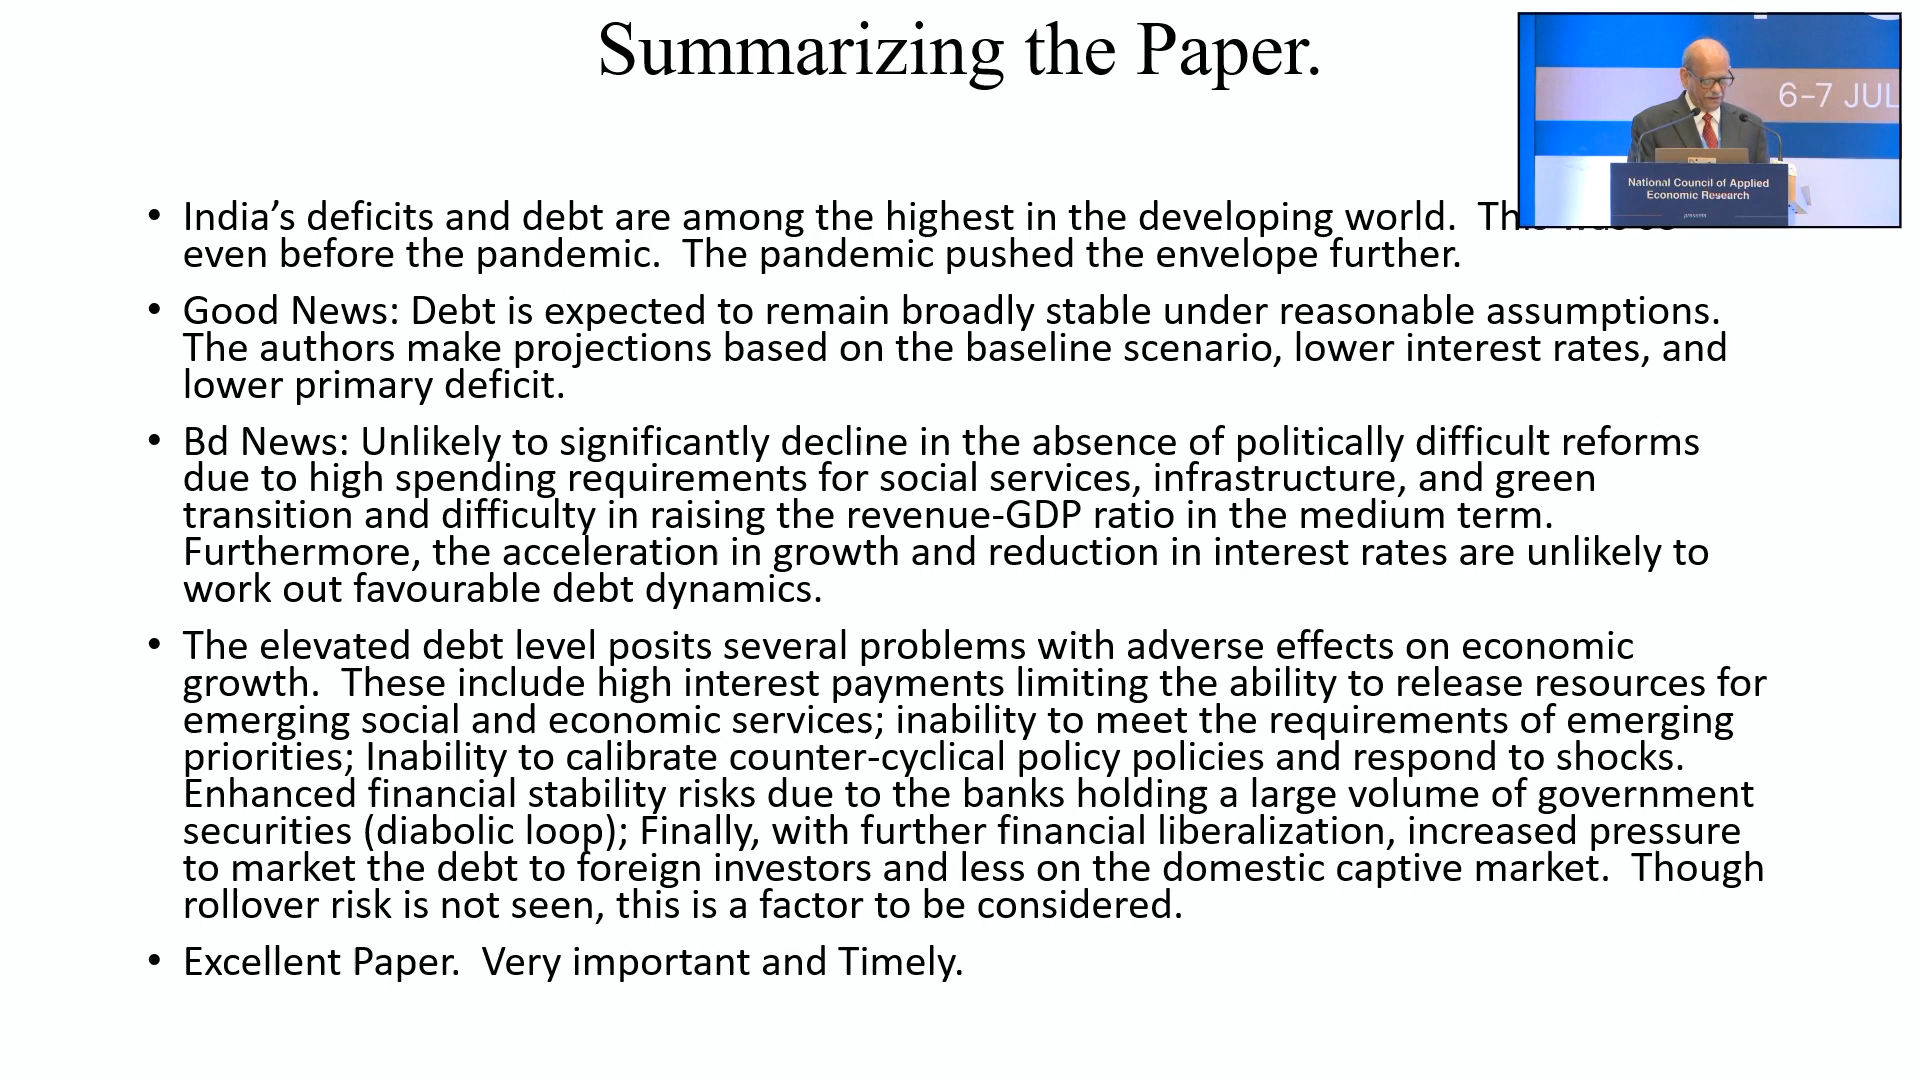 Summarizing the Paper.
6-7 JUL
National Council of Applied
Economic Research
presents
• India’s deficits and debt are among the highest in the developing world.
even before the pandemic.  The pandemic pushed the envelope further.
• Good News: Debt is expected to remain broadly stable under reasonable assumptions.
The authors make projections based on the baseline scenario, lower interest rates, and
lower primary deficit.
• Bd News: Unlikely to significantly decline in the absence of politically difficult reforms
due to high spending requirements for social services, infrastructure, and green
transition and difficulty in raising the revenue-GDP ratio in the medium term.
Furthermore, the acceleration in growth and reduction in interest rates are unlikely to
work out favourable debt dynamics.
• The elevated debt level posits several problems with adverse effects on economic
growth.  These include high interest payments limiting the ability to release resources for
emerging social and economic services; inability to meet the requirements of emerging
priorities; Inability to calibrate counter-cyclical policy policies and respond to shocks.
Enhanced financial stability risks due to the banks holding a large volume of government
securities (diabolic loop); Finally, with further financial liberalization, increased pressure
to market the debt to foreign investors and less on the domestic captive market.  Though
rollover risk is not seen, this is a factor to be considered.
• Excellent Paper.  Very important and Timely.